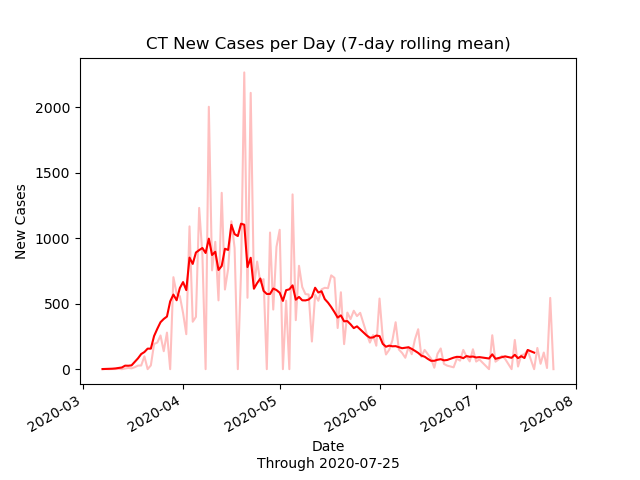 CT New Cases per Day (7-day rolling mean)
New Cases
2000
1500
1000
500
0
2020-03
2020-04
2020-05
2020-06
2020-07
2020-08
Date
Through 2020-07-25